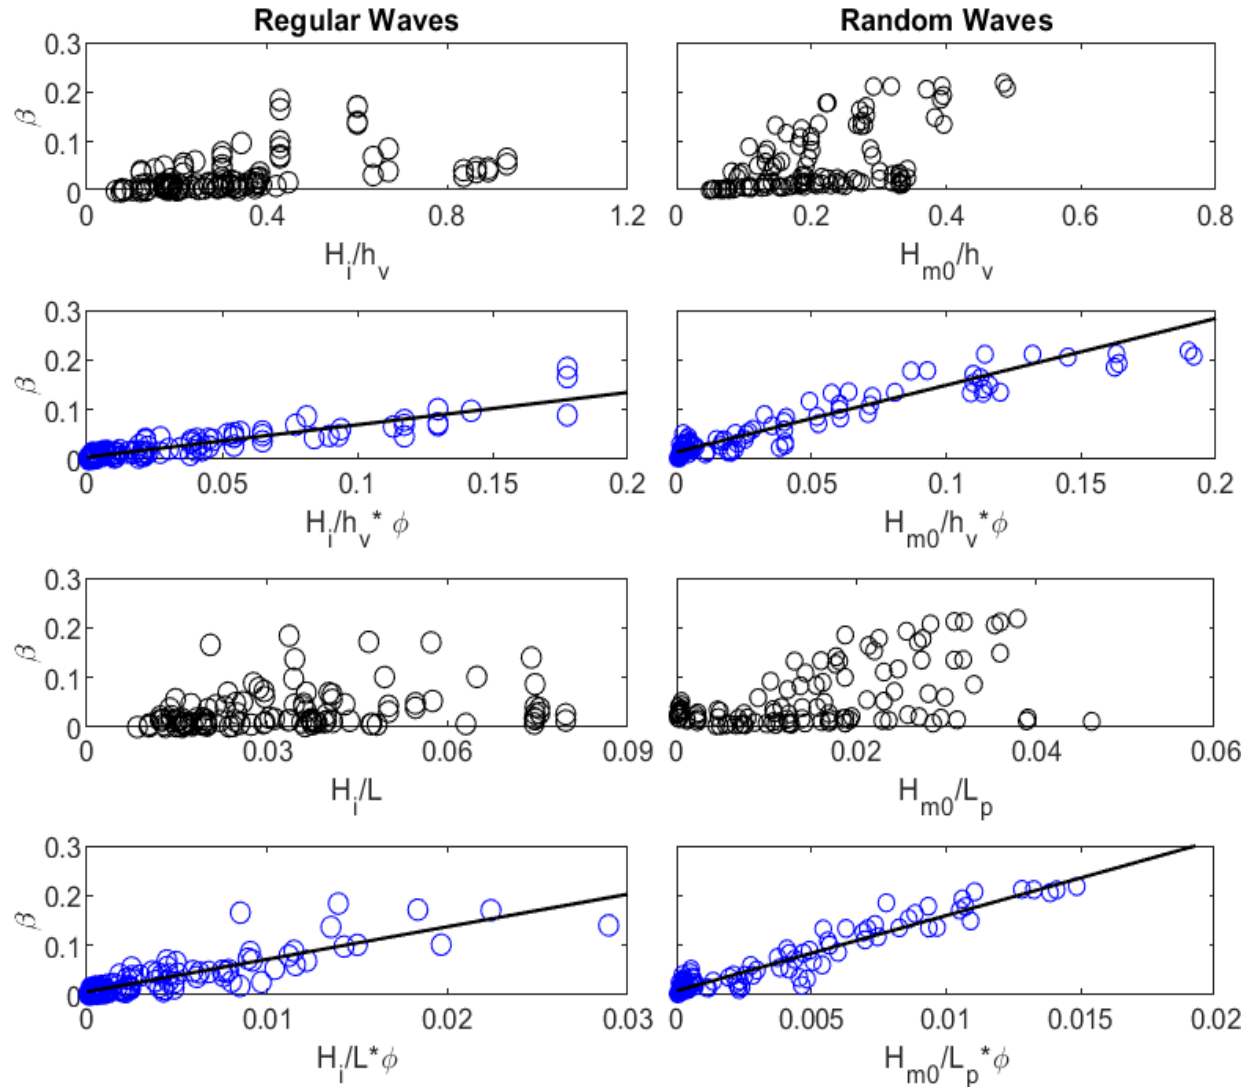 Regular Waves Random Waves
0.3
0.2
β
0.1
0
0 0.4 0.8 1.2 0 0.2 0.4 0.6 0.8
H_i/h_v H_m0/h_v
0.3
0.2
β
0.1
0
0 0.05 0.1 0.15 0.2 0 0.05 0.1 0.15 0.2
H_i/h_v* ϕ H_m0/h_v*ϕ
0.3
0.2
β
0.1
0
0 0.03 0.06 0.09 0 0.02 0.04 0.06
H_i/L H_m0/L_p
0.3
0.2
β
0.1
0
0 0.01 0.02 0.03 0 0.005 0.01 0.015 0.02
H_i/L*ϕ H_m0/L_p*ϕ